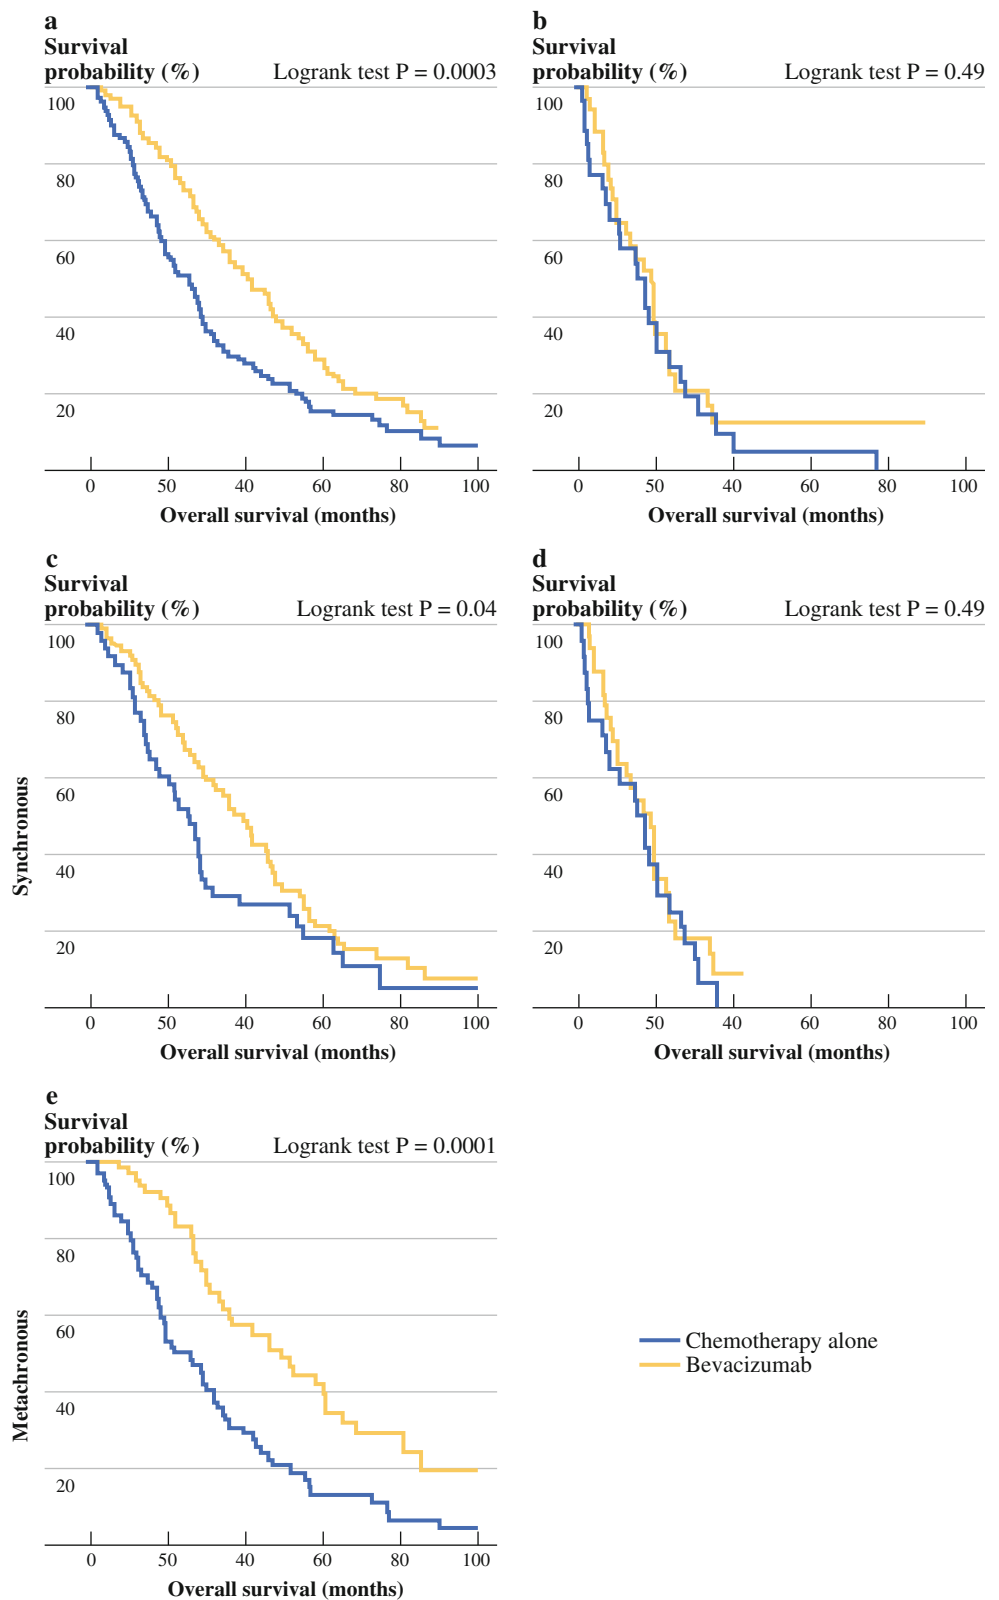 a
Survival
probability (%)
Logrank test P = 0.0003
100
80
60
40
20
0 50 40 60 80 100
Overall survival (months)
b
Survival
probability (%)
Logrank test P = 0.49
100
80
60
40
20
0 50 40 60 80 100
Overall survival (months)
Synchronous
c
Survival
probability (%)
Logrank test P = 0.04
100
80
60
40
20
0 50 40 60 80 100
Overall survival (months)
d
Survival
probability (%)
Logrank test P = 0.49
100
80
60
40
20
0 50 40 60 80 100
Overall survival (months)
Metachronous
e
Survival
probability (%)
Logrank test P = 0.0001
100
80
60
40
20
0 50 40 60 80 100
Overall survival (months)
Chemotherapy alone
Bevacizumab